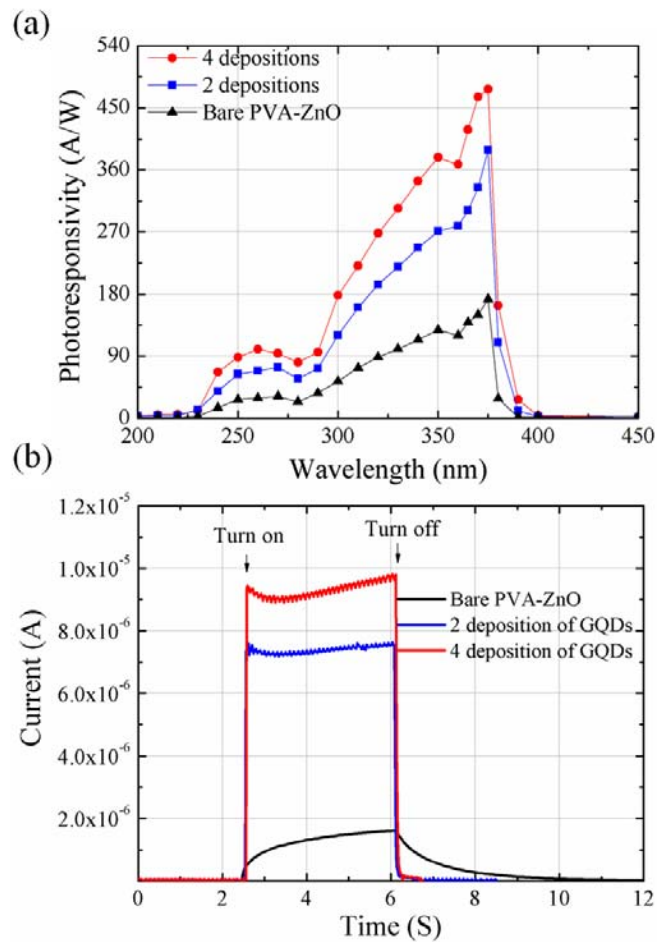 (a)
540
450
360
270
180
90
0
4 depositions
2 depositions
Bare PVA-ZnO
Photoresponsivity (A/W)
200 250 300 350 400 450
Wavelength (nm)
(b)
1.2x10⁻⁵
1.0x10⁻⁵
8.0x10⁻⁶
6.0x10⁻⁶
4.0x10⁻⁶
2.0x10⁻⁶
Turn on
Turn off
Bare PVA-ZnO
2 deposition of GQDs
4 deposition of GQDs
Current (A)
0 2 4 6 8 10 12
Time (S)